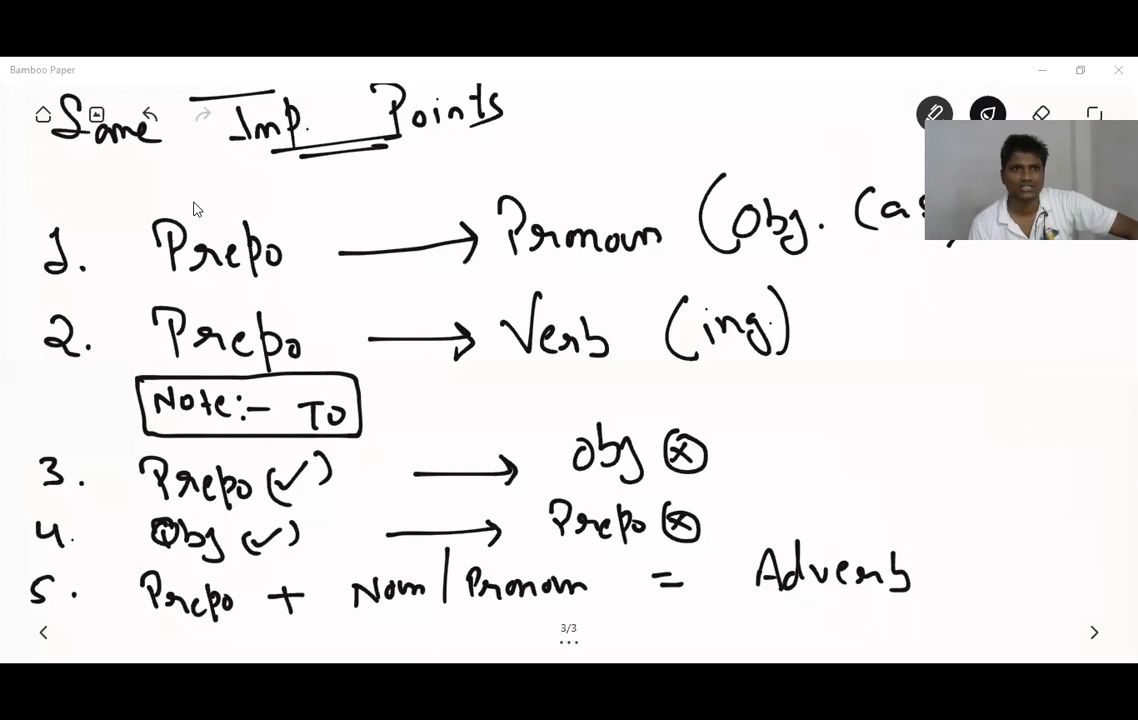 Bamboo Paper
Some Imp. Points
1. Prepo → Pronoun (Obj. Cas
2. Prepo → Verb (ing)
Note:- TO
3. Prepo (✓) → Obj ⓧ
4. Obj (✓) → Prepo ⓧ
5. Prepo + Noun / Pronoun = Adverb
3/3